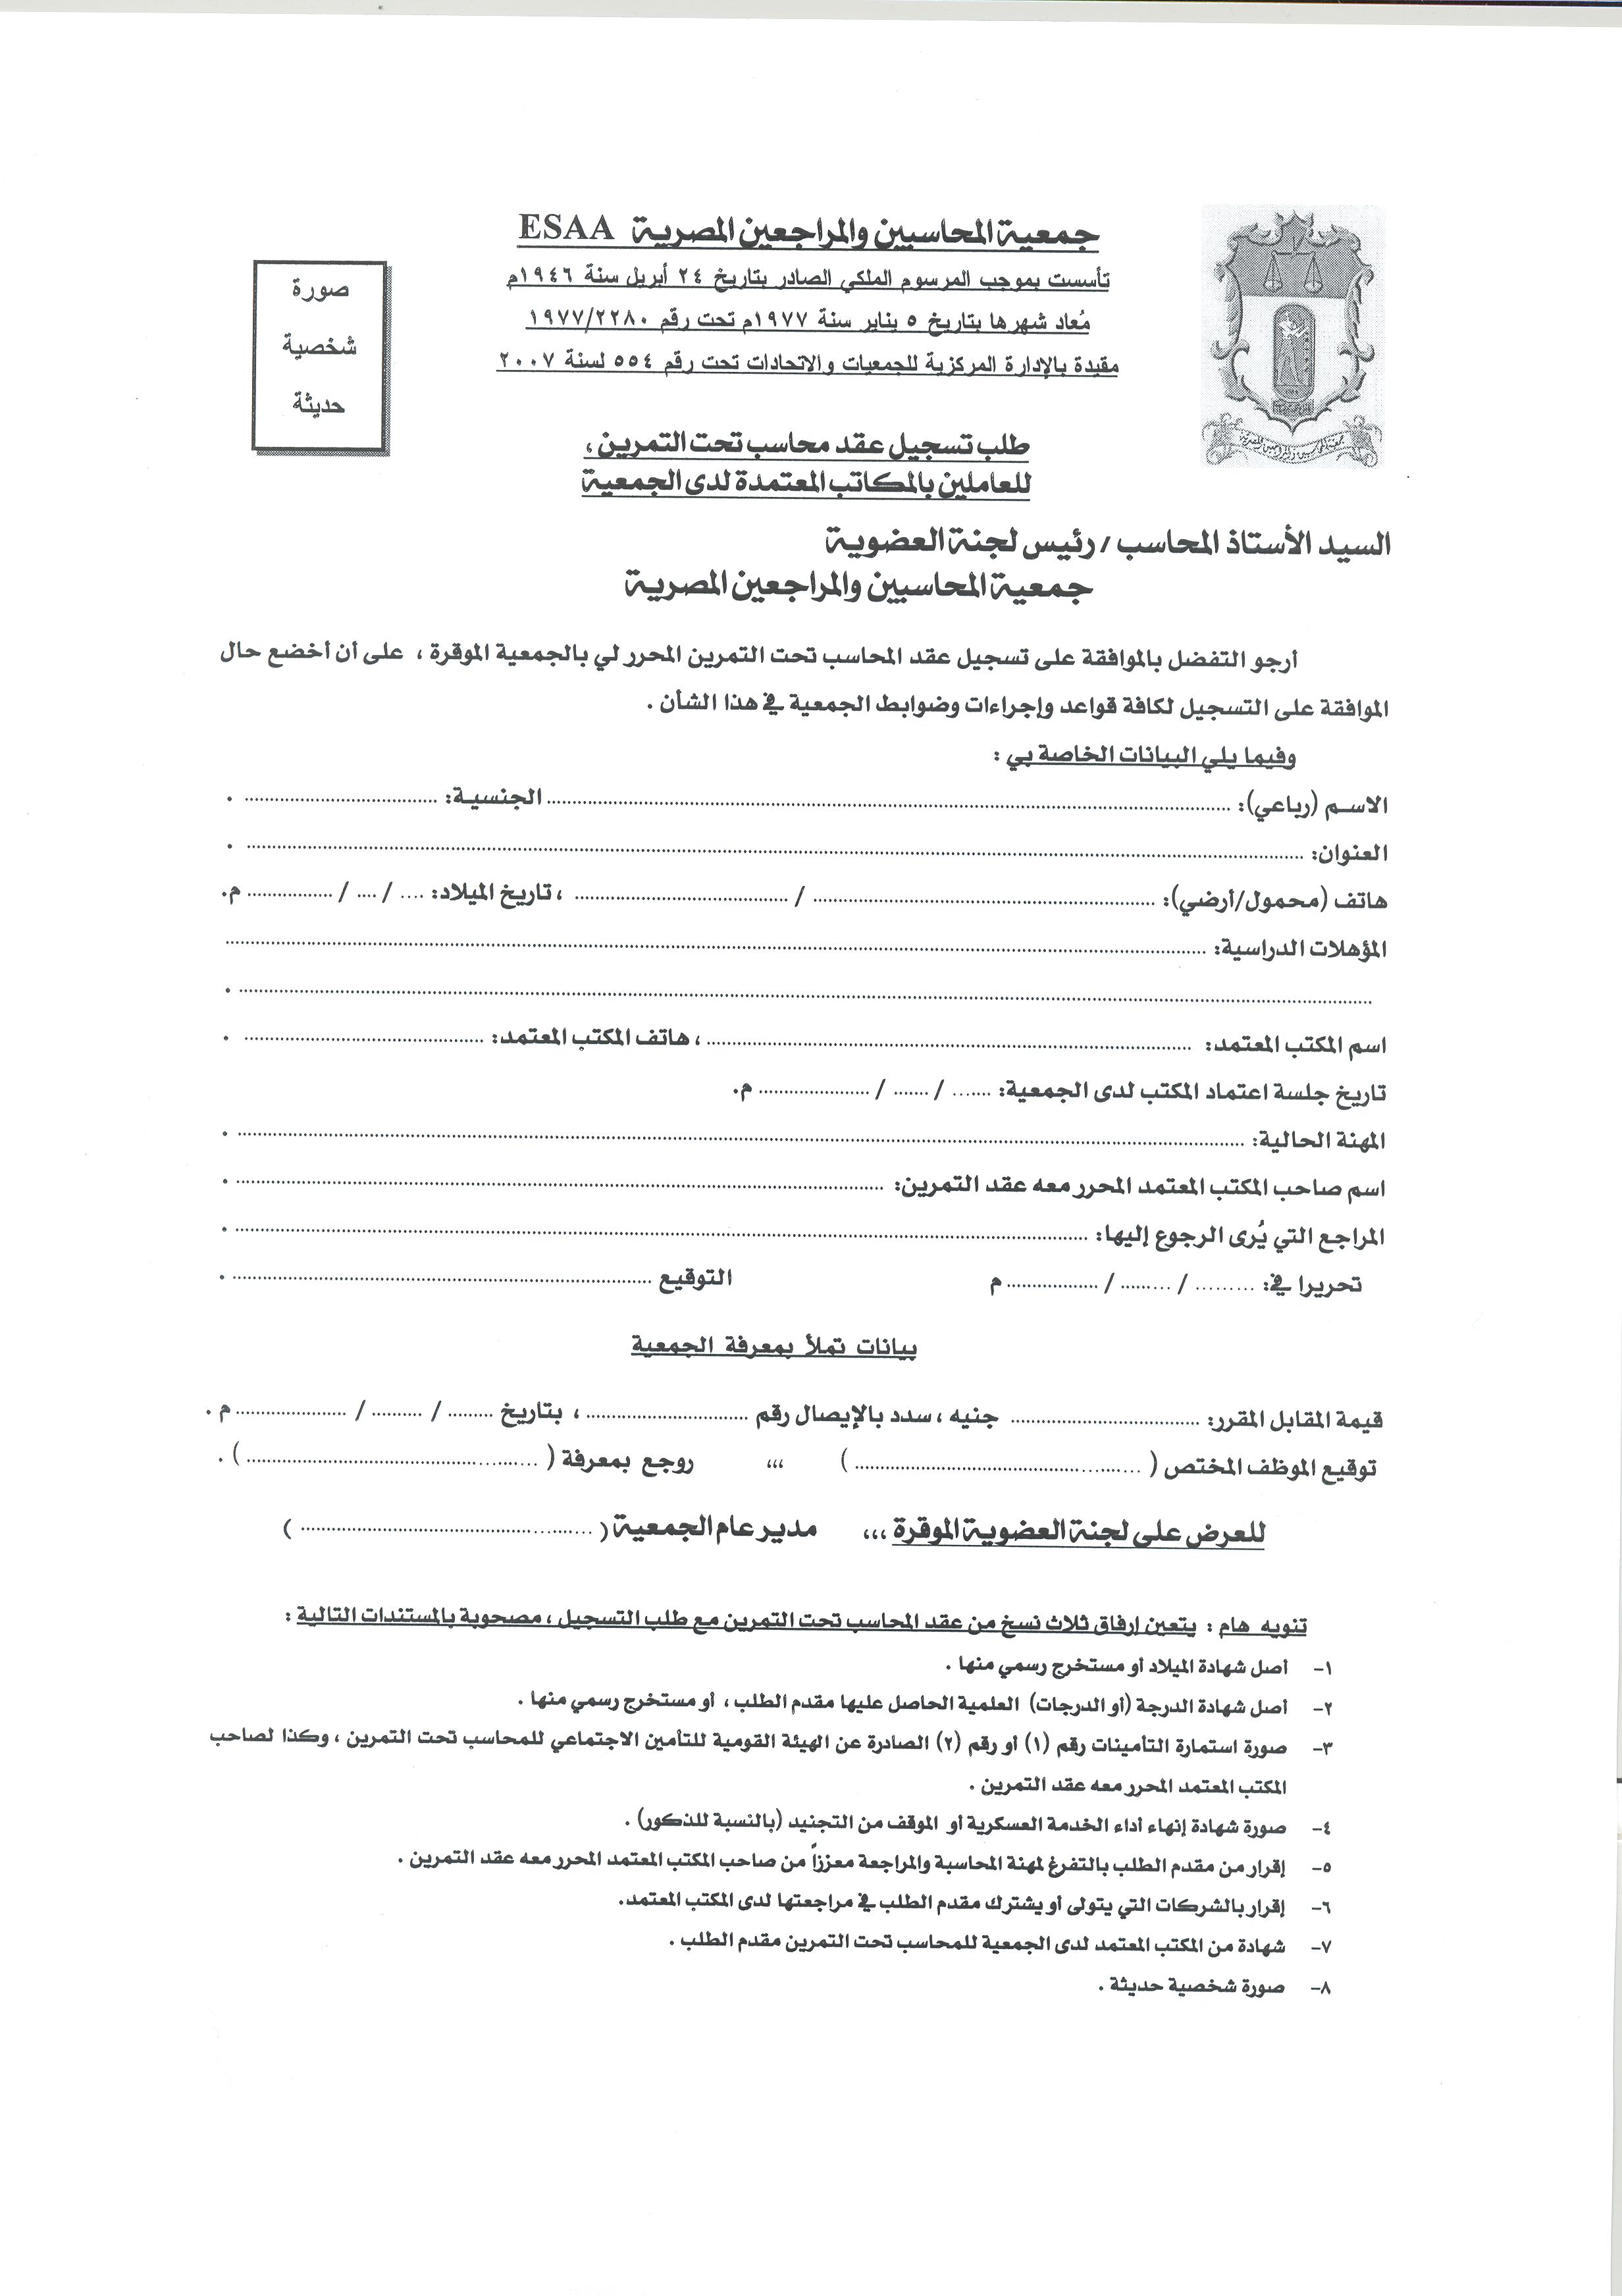 جمعية المحاسبين والمراجعين المصرية ESAA
تأسست بموجب المرسوم الملكي الصادر بتاريخ ٢٤ أبريل سنة ١٩٤٦م
مُعاد شهرها بتاريخ ٥ يناير سنة ١٩٧٧م تحت رقم ١٩٧٧/٢٢٨٠
مقيدة بالإدارة المركزية للجمعيات والاتحادات تحت رقم ٥٥٤ لسنة ٢٠٠٧
صورة
شخصية
حديثة
طلب تسجيل عقد محاسب تحت التمرين ،
للعاملين بالمكاتب المعتمدة لدى الجمعية
السيد الأستاذ المحاسب / رئيس لجنة العضوية
جمعية المحاسبين والمراجعين المصرية
أرجو التفضل بالموافقة على تسجيل عقد المحاسب تحت التمرين المحرر لي بالجمعية الموقرة ، على أن أخضع حال
الموافقة على التسجيل لكافة قواعد وإجراءات وضوابط الجمعية في هذا الشأن .
وفيما يلي البيانات الخاصة بي :
الاسم (رباعي): .................... الجنسية: .................... .
العنوان: .................... .
هاتف (محمول/أرضي): .................... / .................... ، تاريخ الميلاد: .... / .... / ................ م.
المؤهلات الدراسية: ....................
.................... .
اسم المكتب المعتمد: .................... ، هاتف المكتب المعتمد: .................... .
تاريخ جلسة اعتماد المكتب لدى الجمعية: ....... / ....... / .................... م.
المهنة الحالية: .................... .
اسم صاحب المكتب المعتمد المحرر معه عقد التمرين: .................... .
المراجع التي يُرى الرجوع إليها: .................... .
تحريرا في: ......... / ......... / ................. م التوقيع .................... .
بيانات تملأ بمعرفة الجمعية
قيمة المقابل المقرر: .................... جنيه ، سدد بالإيصال رقم .................... ، بتاريخ ........ / ......... / .................... م .
توقيع الموظف المختص ( .................... ) ،،، روجع بمعرفة ( .................... ) .
للعرض على لجنة العضوية الموقرة ،،، مدير عام الجمعية ( .................... )
تنويه هام : يتعين إرفاق ثلاث نسخ من عقد المحاسب تحت التمرين مع طلب التسجيل ، مصحوبة بالمستندات التالية :
١- أصل شهادة الميلاد أو مستخرج رسمي منها .
٢- أصل شهادة الدرجة (أو الدرجات) العلمية الحاصل عليها مقدم الطلب ، أو مستخرج رسمي منها .
٣- صورة استمارة التأمينات رقم (١) أو رقم (٢) الصادرة عن الهيئة القومية للتأمين الاجتماعي للمحاسب تحت التمرين ، وكذا لصاحب
المكتب المعتمد المحرر معه عقد التمرين .
٤- صورة شهادة إنهاء أداء الخدمة العسكرية أو الموقف من التجنيد (بالنسبة للذكور) .
٥- إقرار من مقدم الطلب بالتفرغ لمهنة المحاسبة والمراجعة معززاً من صاحب المكتب المعتمد المحرر معه عقد التمرين .
٦- إقرار بالشركات التي يتولى أو يشترك مقدم الطلب في مراجعتها لدى المكتب المعتمد.
٧- شهادة من المكتب المعتمد لدى الجمعية للمحاسب تحت التمرين مقدم الطلب .
٨- صورة شخصية حديثة .